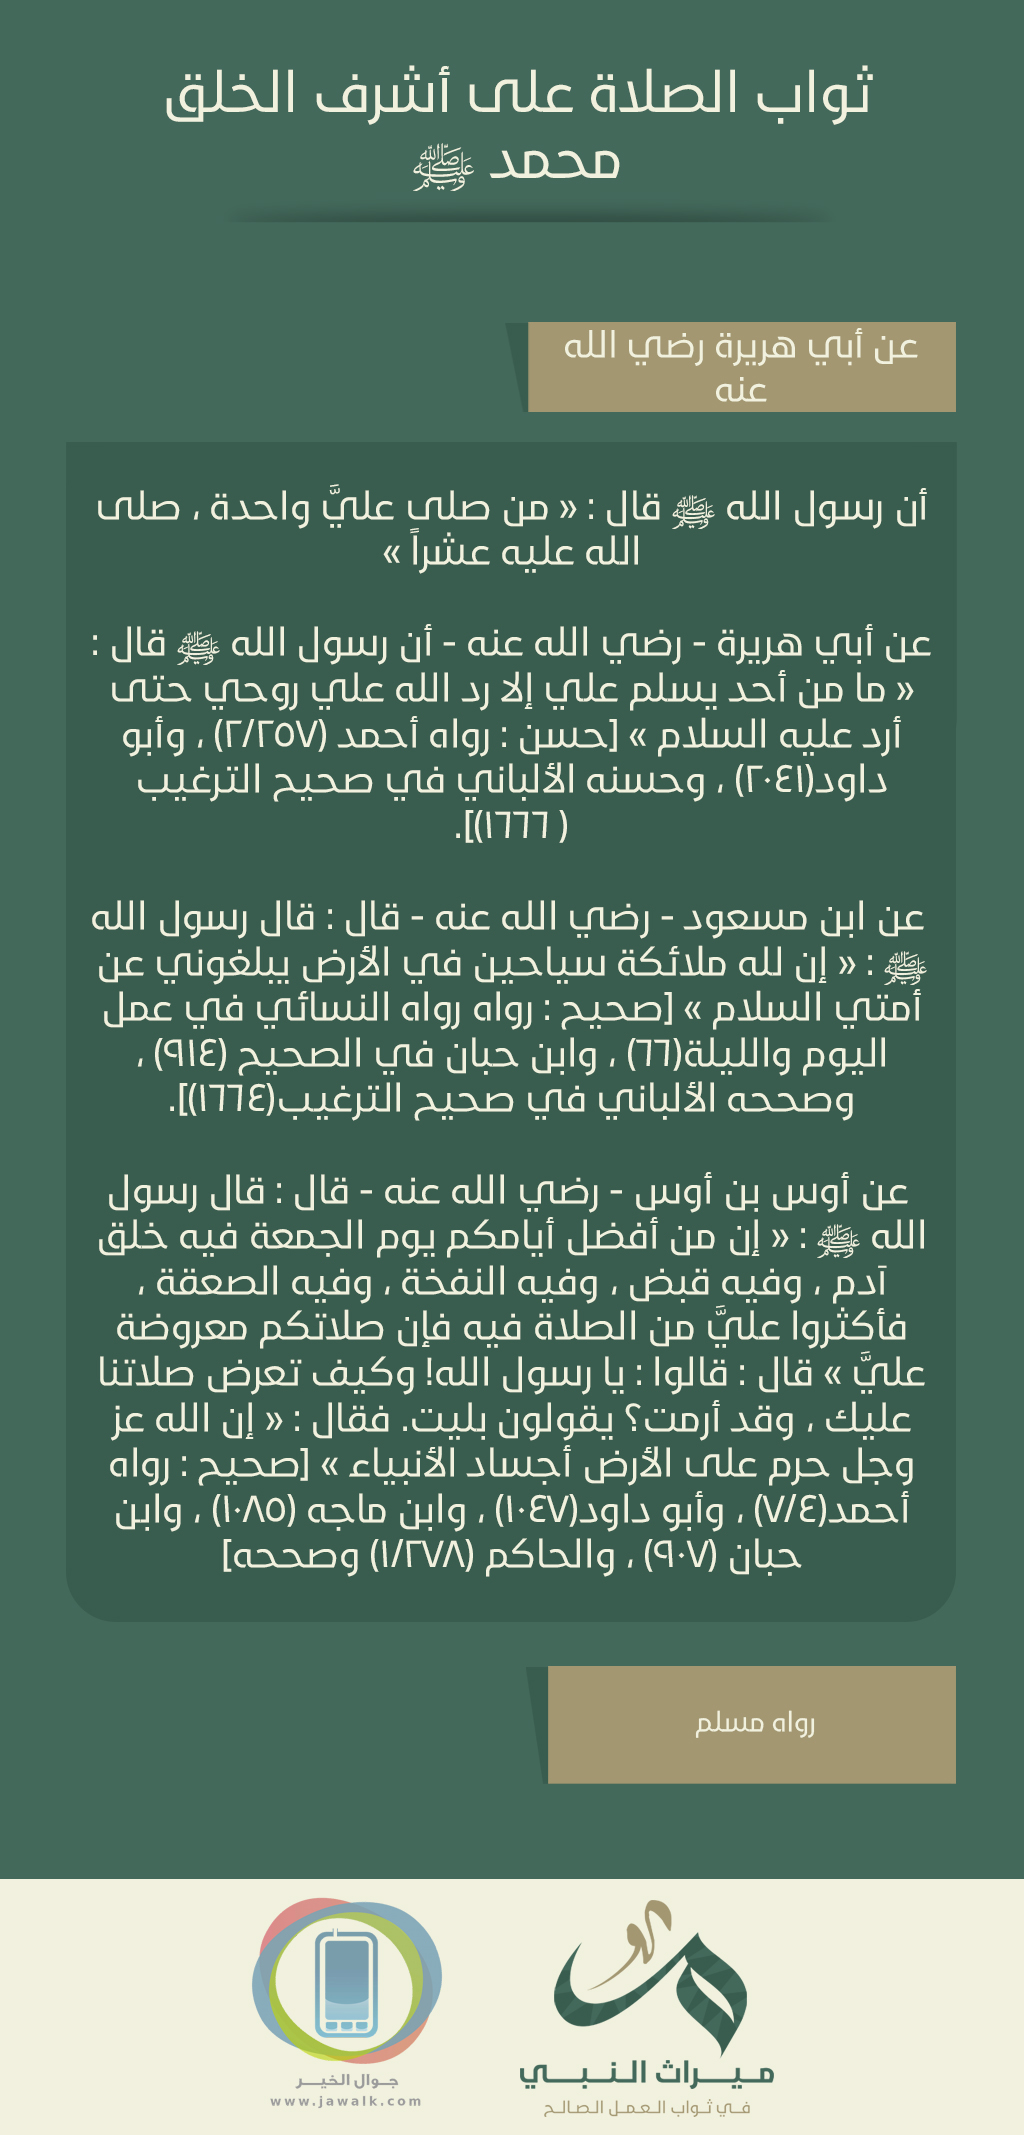 ثواب الصلاة على أشرف الخلق
محمد ﷺ
عن أبي هريرة رضي الله
عنه
أن رسول الله ﷺ قال : « من صلى عليَّ واحدة ، صلى
الله عليه عشراً »
عن أبي هريرة - رضي الله عنه - أن رسول الله ﷺ قال :
« ما من أحد يسلم علي إلا رد الله علي روحي حتى
أرد عليه السلام » [حسن : رواه أحمد (٢/٢٥٧) ، وأبو
داود(٢٠٤١) ، وحسنه الألباني في صحيح الترغيب
( ١٦٦٦)].
عن ابن مسعود - رضي الله عنه - قال : قال رسول الله
ﷺ : « إن لله ملائكة سياحين في الأرض يبلغوني عن
أمتي السلام » [صحيح : رواه رواه النسائي في عمل
اليوم والليلة(٦٦) ، وابن حبان في الصحيح (٩١٤) ،
وصححه الألباني في صحيح الترغيب(١٦٦٤)].
عن أوس بن أوس - رضي الله عنه - قال : قال رسول
الله ﷺ : « إن من أفضل أيامكم يوم الجمعة فيه خلق
آدم ، وفيه قبض ، وفيه النفخة ، وفيه الصعقة ،
فأكثروا عليَّ من الصلاة فيه فإن صلاتكم معروضة
عليَّ » قال : قالوا : يا رسول الله! وكيف تعرض صلاتنا
عليك ، وقد أرمت؟ يقولون بليت. فقال : « إن الله عز
وجل حرم على الأرض أجساد الأنبياء » [صحيح : رواه
أحمد(٧/٤) ، وأبو داود(١٠٤٧) ، وابن ماجه (١٠٨٥) ، وابن
حبان (٩٠٧) ، والحاكم (١/٢٧٨) وصححه]
رواه مسلم
ميراث النبي
في ثواب العمل الصالح
جوال الخير
www.jawalk.com